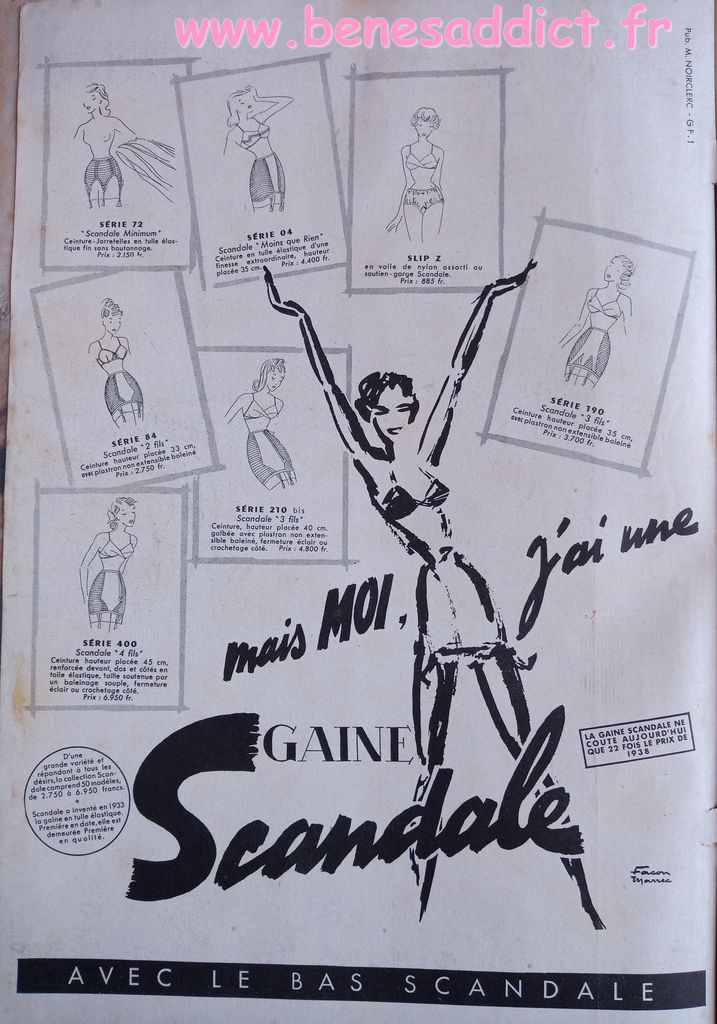 www.benesaddict.fr
Pub. M. NOIRCLERC - G F. 1
SÉRIE 72
"Scandale Minimum"
Ceinture-Jarretelles en tulle élas-
tique fin sans boutonnage.
Prix : 2.150 fr.
SÉRIE 04
Scandale "Moins que Rien"
Ceinture en tulle élastique d'une
finesse extraordinaire, hauteur
placée 35 cm. Prix : 4.400 fr.
SLIP Z
en voile de nylon assorti au
soutien-gorge Scandale.
Prix : 885 fr.
SÉRIE 190
Scandale "3 fils"
Ceinture hauteur placée 35 cm,
avec plastron non extensible baleiné
Prix : 3.700 fr.
SÉRIE 84
Scandale "2 fils"
Ceinture hauteur placée 33 cm,
avec plastron non extensible baleiné
Prix : 2.750 fr.
SÉRIE 210 bis
Scandale "3 fils"
Ceinture, hauteur placée 40 cm.
galbée avec plastron non exten-
sible baleiné, fermeture éclair ou
crochetage côté. Prix : 4.800 fr.
SÉRIE 400
Scandale "4 fils"
Ceinture hauteur placée 45 cm,
renforcée devant, dos et côtés en
toile élastique, taille soutenue par
un baleinage souple, fermeture
éclair ou crochetage côté.
Prix : 6.950 fr.
mais MOI, j'ai une
GAINE
Scandale
LA GAINE SCANDALE NE
COUTE AUJOURD'HUI
QUE 22 FOIS LE PRIX DE
1938
D'une
grande variété et
répondant à tous les
désirs, la collection Scan-
dale comprend 50 modèles,
de 2.750 à 6.950 francs.
*
Scandale a inventé en 1933
la gaine en tulle élastique.
Première en date, elle est
demeurée Première
en qualité.
Facon
Marrec
AVEC LE BAS SCANDALE